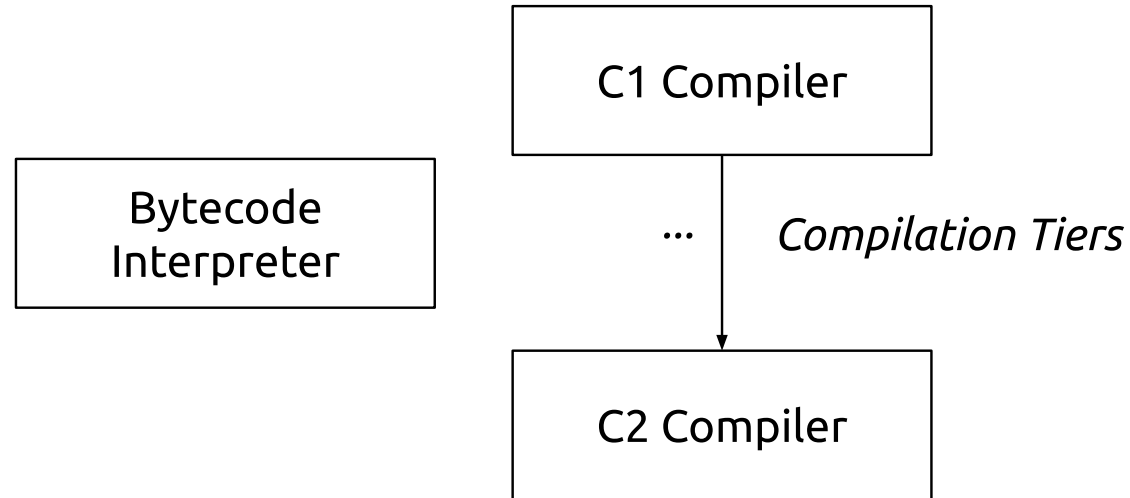 C1 Compiler
Bytecode
Interpreter
... Compilation Tiers
C2 Compiler